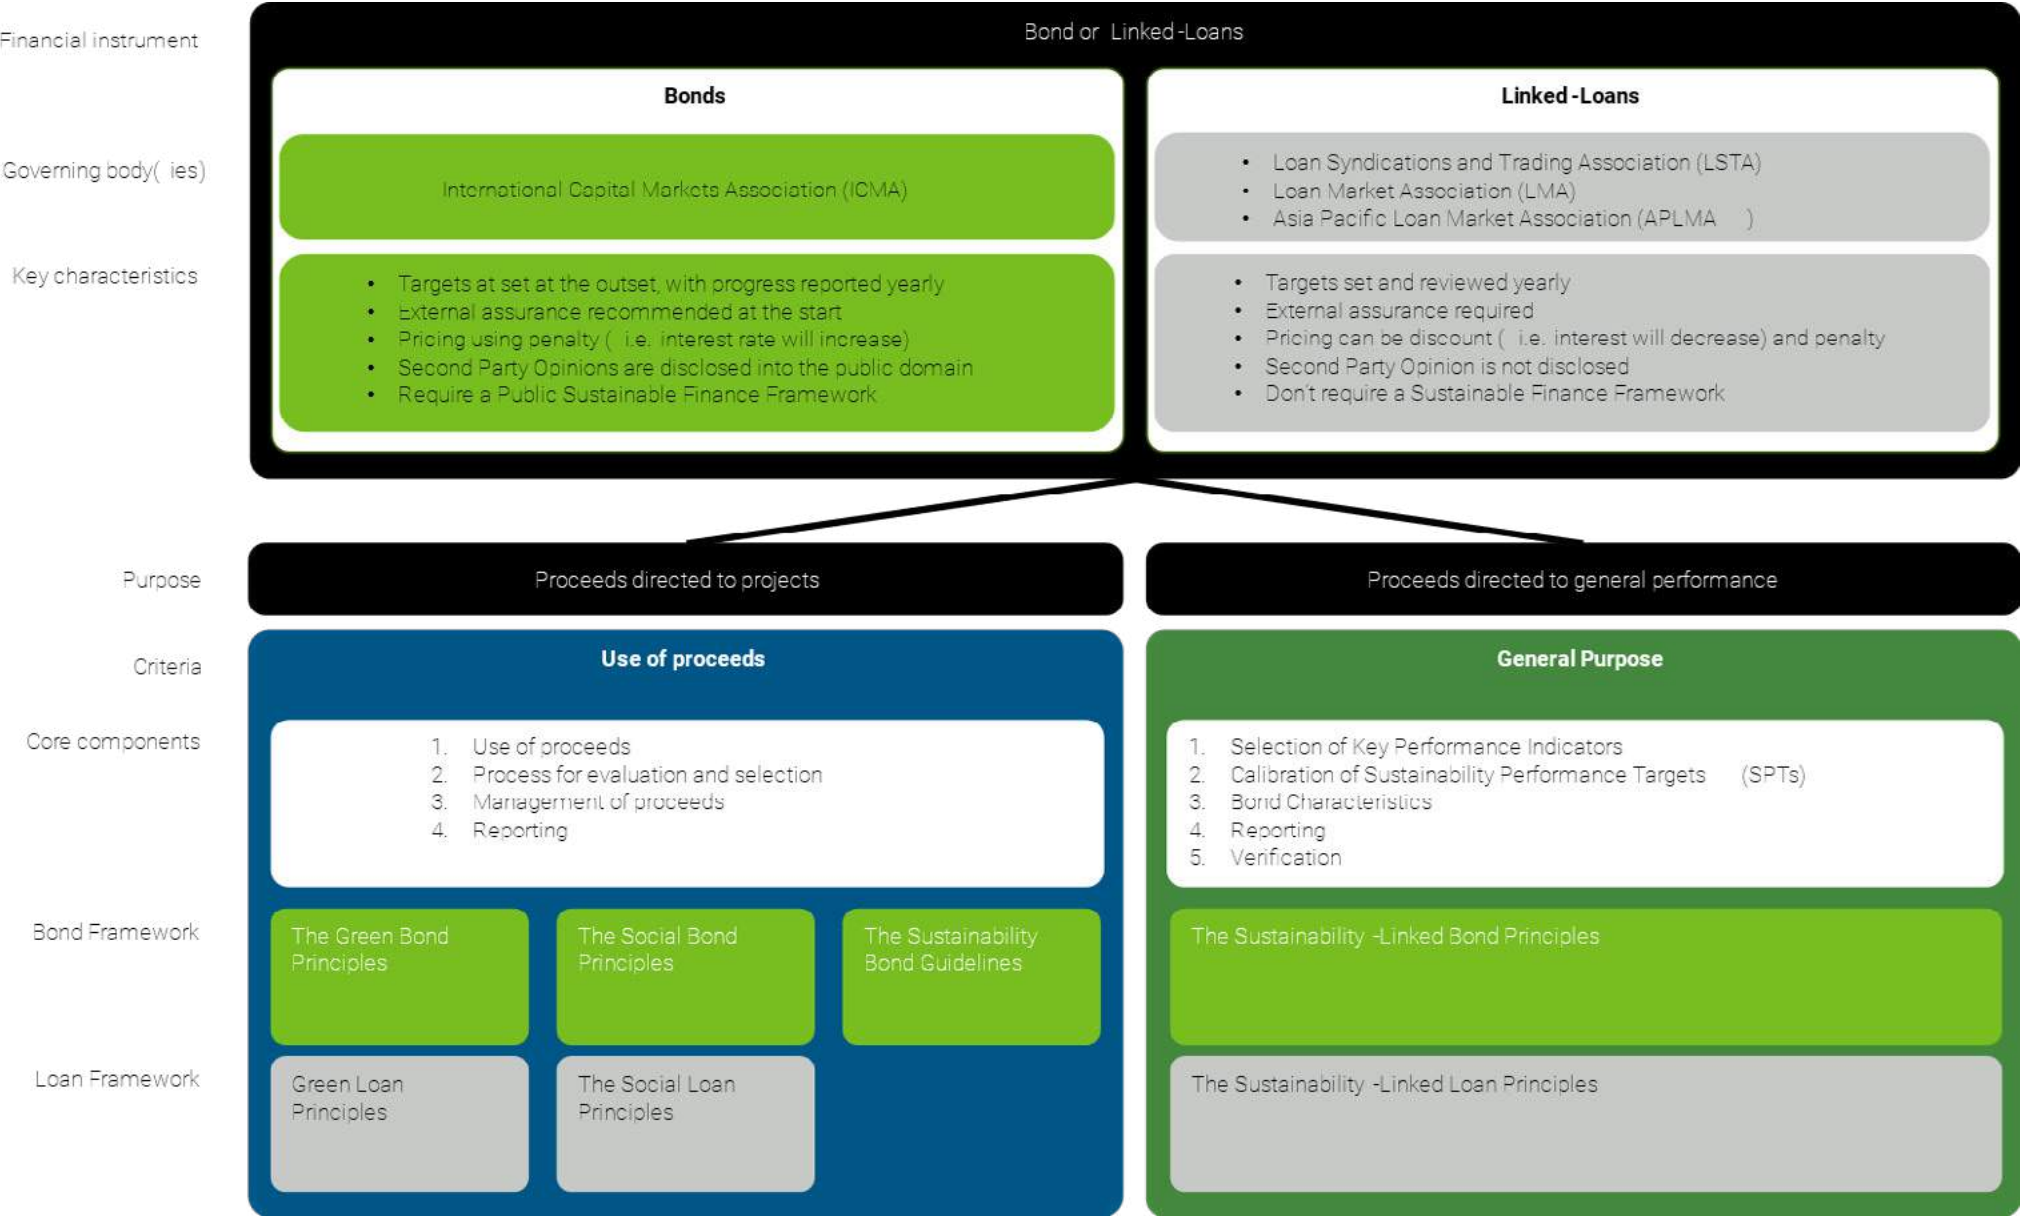 Financial instrument
Bond or Linked-Loans
Bonds
Linked-Loans
Governing body( ies)
International Capital Markets Association (ICMA)
• Loan Syndications and Trading Association (LSTA)
• Loan Market Association (LMA)
• Asia Pacific Loan Market Association (APLMA )
Key characteristics
• Targets at set at the outset, with progress reported yearly
• External assurance recommended at the start
• Pricing using penalty ( i.e. interest rate will increase)
• Second Party Opinions are disclosed into the public domain
• Require a Public Sustainable Finance Framework
• Targets set and reviewed yearly
• External assurance required
• Pricing can be discount ( i.e. interest will decrease) and penalty
• Second Party Opinion is not disclosed
• Don't require a Sustainable Finance Framework
Purpose
Proceeds directed to projects
Proceeds directed to general performance
Criteria
Use of proceeds
General Purpose
Core components
1. Use of proceeds
2. Process for evaluation and selection
3. Management of proceeds
4. Reporting
1. Selection of Key Performance Indicators
2. Calibration of Sustainability Performance Targets (SPTs)
3. Bond Characteristics
4. Reporting
5. Verification
Bond Framework
The Green Bond
Principles
The Social Bond
Principles
The Sustainability
Bond Guidelines
The Sustainability -Linked Bond Principles
Loan Framework
Green Loan
Principles
The Social Loan
Principles
The Sustainability -Linked Loan Principles